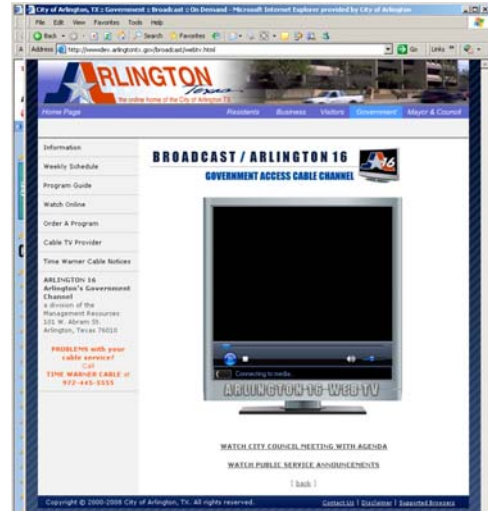 City of Arlington, TX :: Government :: Broadcast :: On Demand - Microsoft Internet Explorer provided by City of Arlington
File Edit View Favorites Tools Help
Back Search Favorites
Address http://wwwdev.arlingtontx.gov/broadcast/webtv.html Go Links
ARLINGTON
Texas
the online home of the City of Arlington TX
Home Page Residents Business Visitors Government Mayor & Council
Information
Weekly Schedule
Program Guide
Watch Online
Order A Program
Cable TV Provider
Time Warner Cable Notices
ARLINGTON 16
Arlington's Government
Channel
a division of the
Management Resources
101 W. Abram St.
Arlington, Texas 76010
PROBLEMS with your
cable service?
Call
TIME WARNER CABLE at
972-445-5555
BROADCAST / ARLINGTON 16
16
GOVERNMENT ACCESS CABLE CHANNEL
Connecting to media
ARLINGTON 16 WEB TV
WATCH CITY COUNCIL MEETING WITH AGENDA
WATCH PUBLIC SERVICE ANNOUNCEMENTS
[ back ]
Copyright © 2000-2008 City of Arlington, TX. All rights reserved. Contact Us | Disclaimer | Supported Browsers